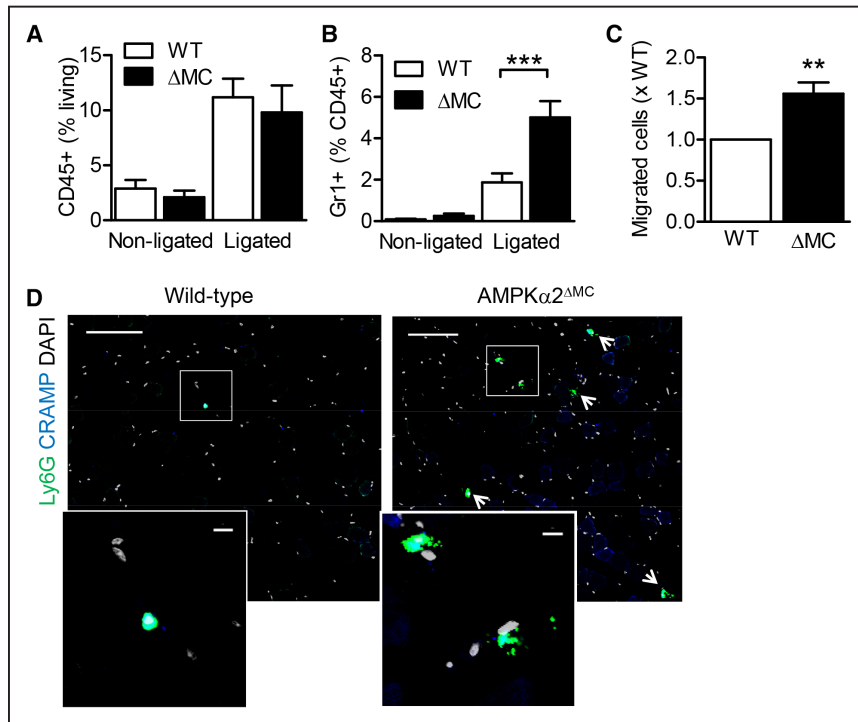 A
WT
ΔMC
CD45+ (% living)
15
10
5
0
Non-ligated Ligated
B
***
WT
ΔMC
Gr1+ (% CD45+)
8
6
4
2
0
Non-ligated Ligated
C
**
Migrated cells (x WT)
2.0
1.5
1.0
0.5
0.0
WT ΔMC
D
Wild-type
AMPKα2ΔMC
Ly6G CRAMP DAPI